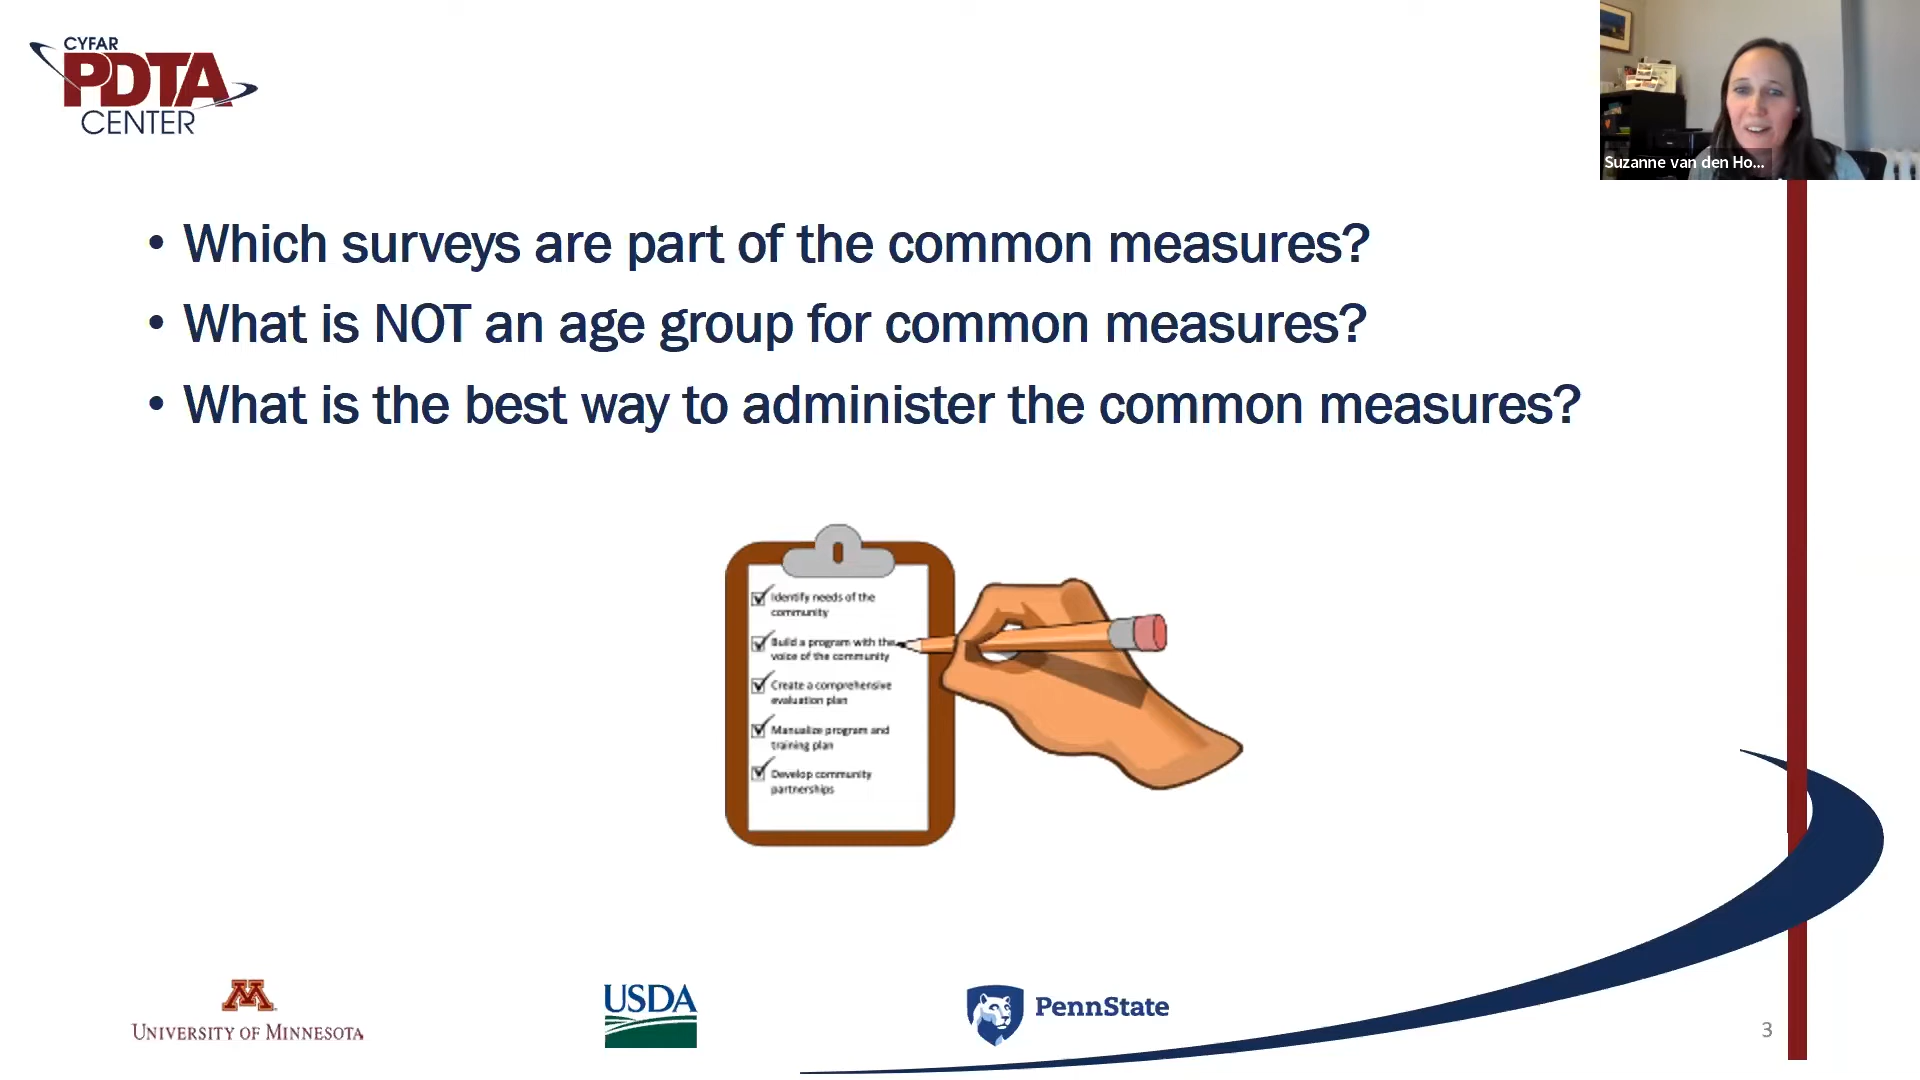 CYFAR
PDTA
CENTER
Suzanne van den Ho...
• Which surveys are part of the common measures?
• What is NOT an age group for common measures?
• What is the best way to administer the common measures?
Identify needs of the
community
Build a program with the
voice of the community
Create a comprehensive
evaluation plan
Manualize program and
training plan
Develop community
partnerships
M
UNIVERSITY OF MINNESOTA
USDA
PennState
3